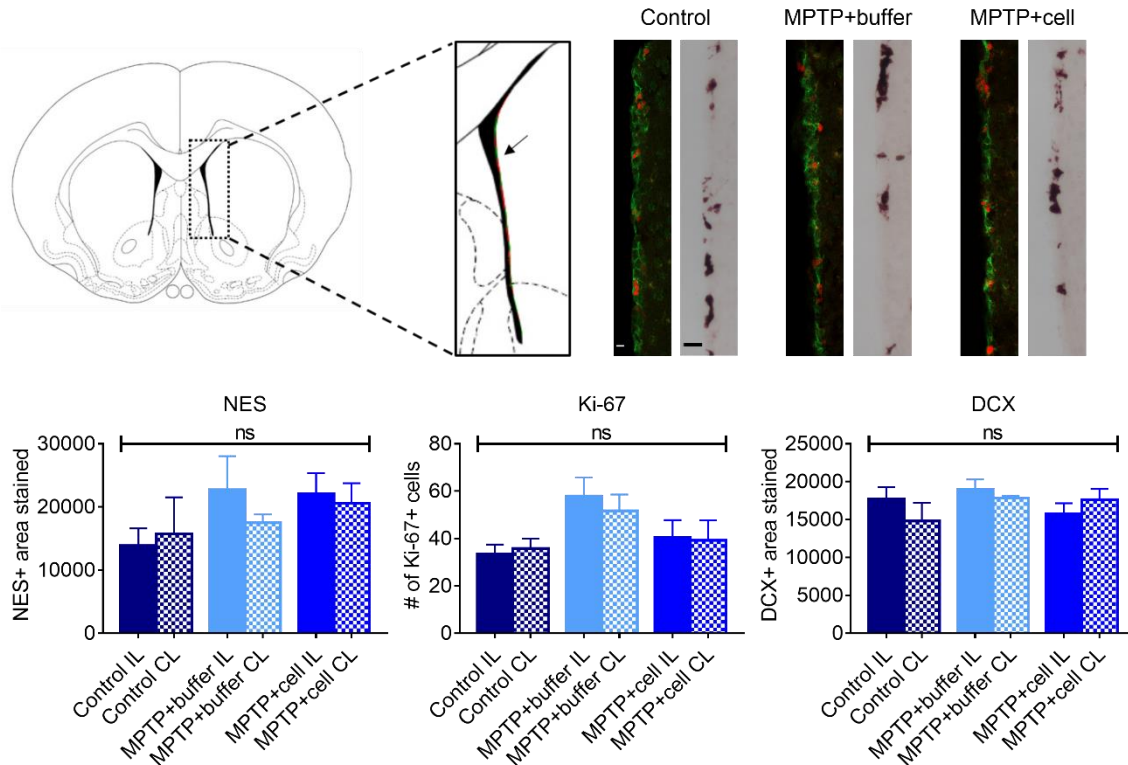 Control
MPTP+buffer
MPTP+cell
NES
ns
NES+ area stained
30000
20000
10000
0
Control IL
Control CL
MPTP+buffer IL
MPTP+buffer CL
MPTP+cell IL
MPTP+cell CL
Ki-67
ns
# of Ki-67+ cells
80
60
40
20
0
Control IL
Control CL
MPTP+buffer IL
MPTP+buffer CL
MPTP+cell IL
MPTP+cell CL
DCX
ns
DCX+ area stained
25000
20000
15000
10000
5000
0
Control IL
Control CL
MPTP+buffer IL
MPTP+buffer CL
MPTP+cell IL
MPTP+cell CL